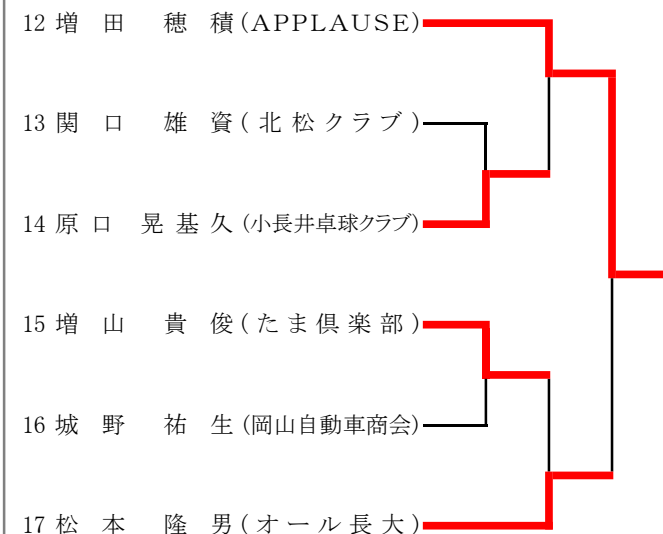 12 増田 穂積 (APPLAUSE)
13 関口 雄資 (北松クラブ)
14 原口 晃基久 (小長井卓球クラブ)
15 増山 貴俊 (たま倶楽部)
16 城野 祐生 (岡山自動車商会)
17 松本 隆男 (オール長大)